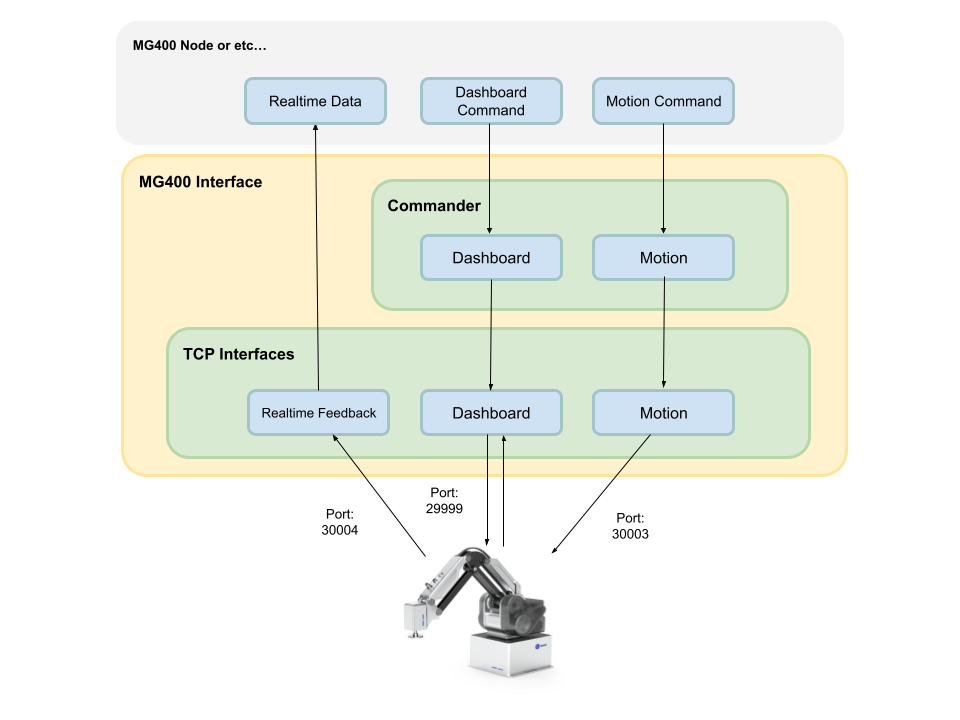 MG400 Node or etc…
Realtime Data
Dashboard
Command
Motion Command
MG400 Interface
Commander
Dashboard
Motion
TCP Interfaces
Realtime Feedback
Dashboard
Motion
Port:
30004
Port:
29999
Port:
30003